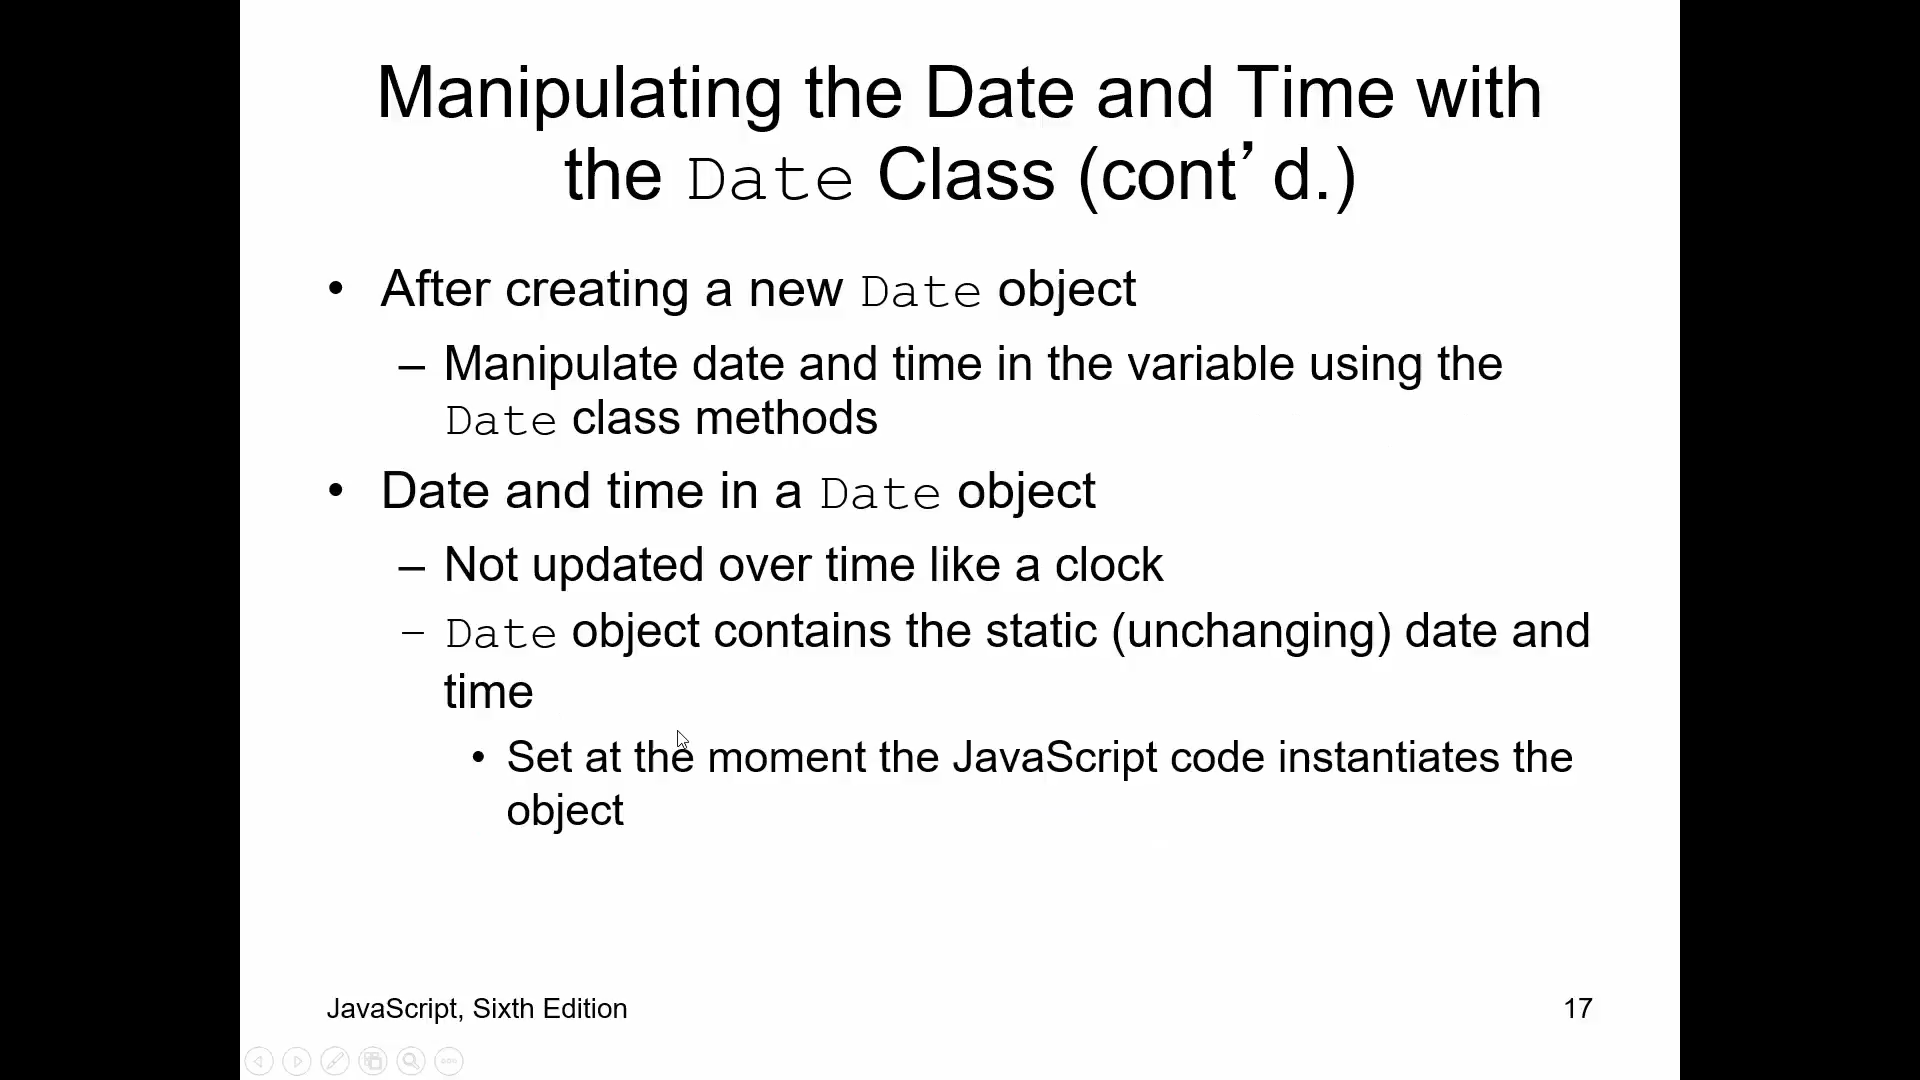 Manipulating the Date and Time with
the Date Class (cont’d.)
• After creating a new Date object
– Manipulate date and time in the variable using the
Date class methods
• Date and time in a Date object
– Not updated over time like a clock
– Date object contains the static (unchanging) date and
time
• Set at the moment the JavaScript code instantiates the
object
JavaScript, Sixth Edition
17